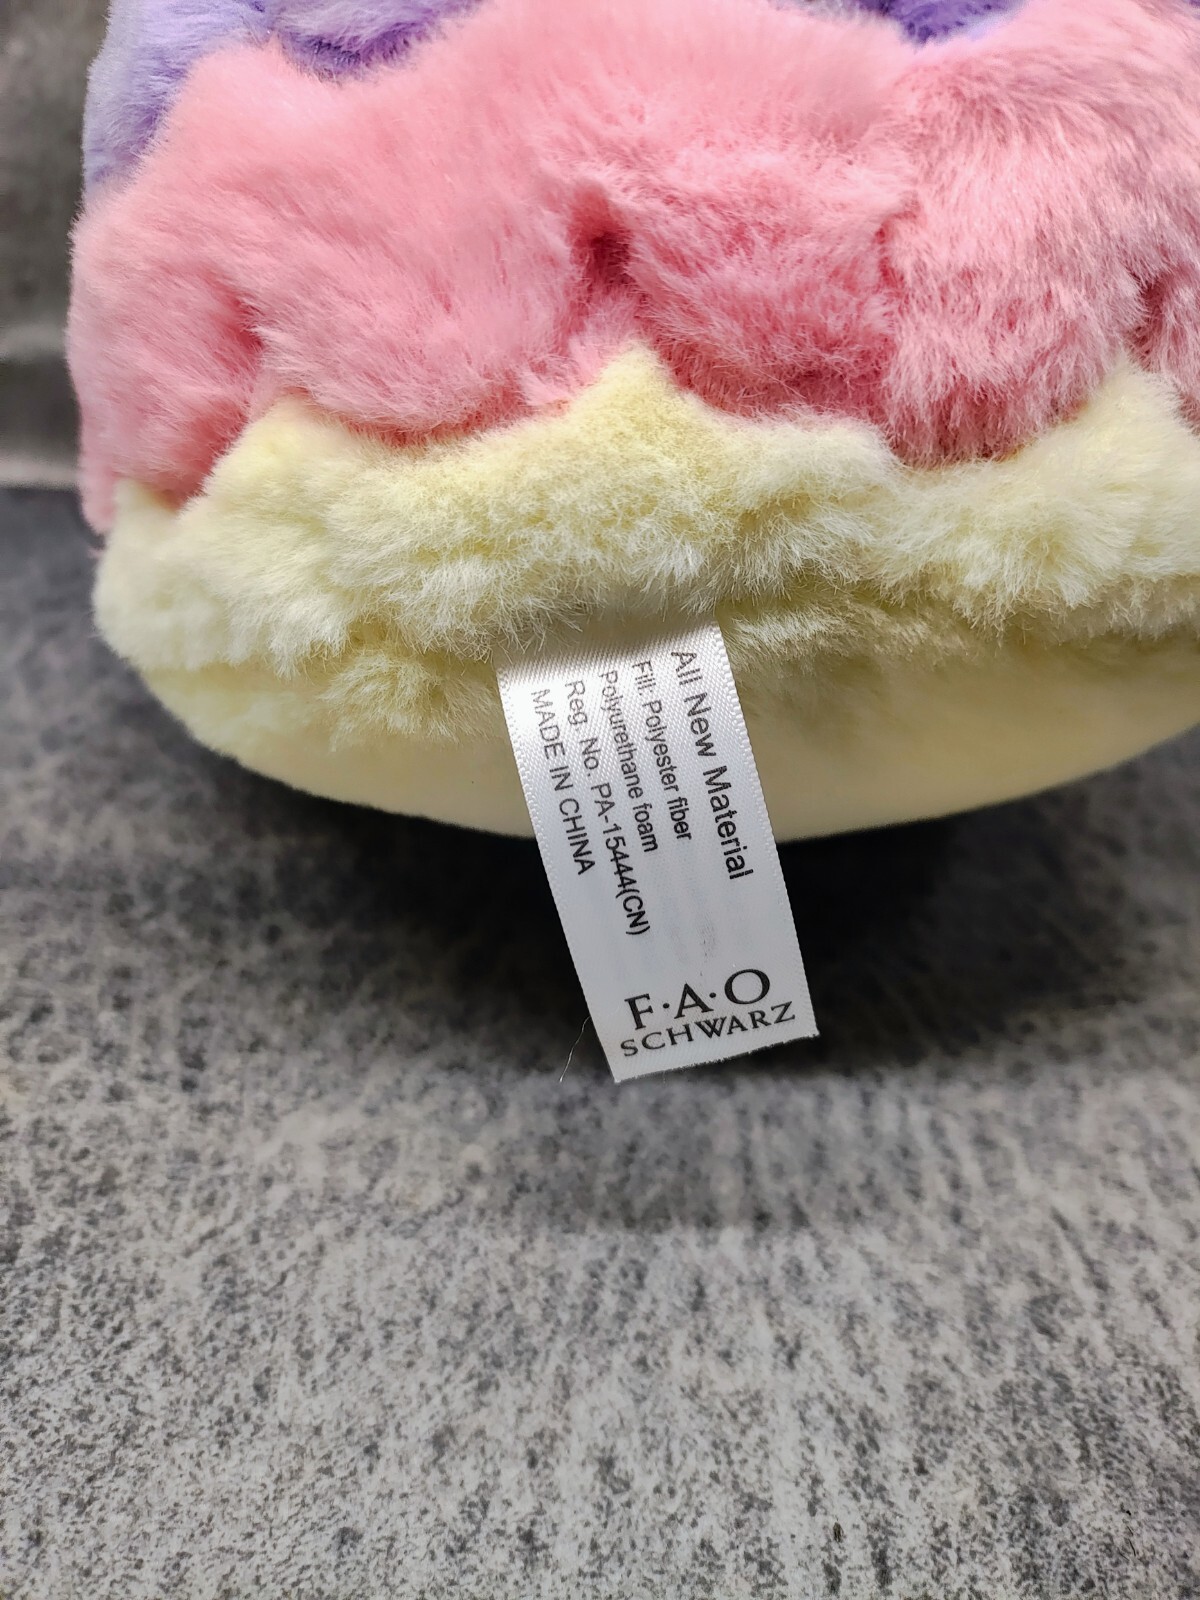 All New Material
Fill: Polyester fiber
Polyurethane foam
Reg. No. PA-15444(CN)
MADE IN CHINA
F·A·O
SCHWARZ